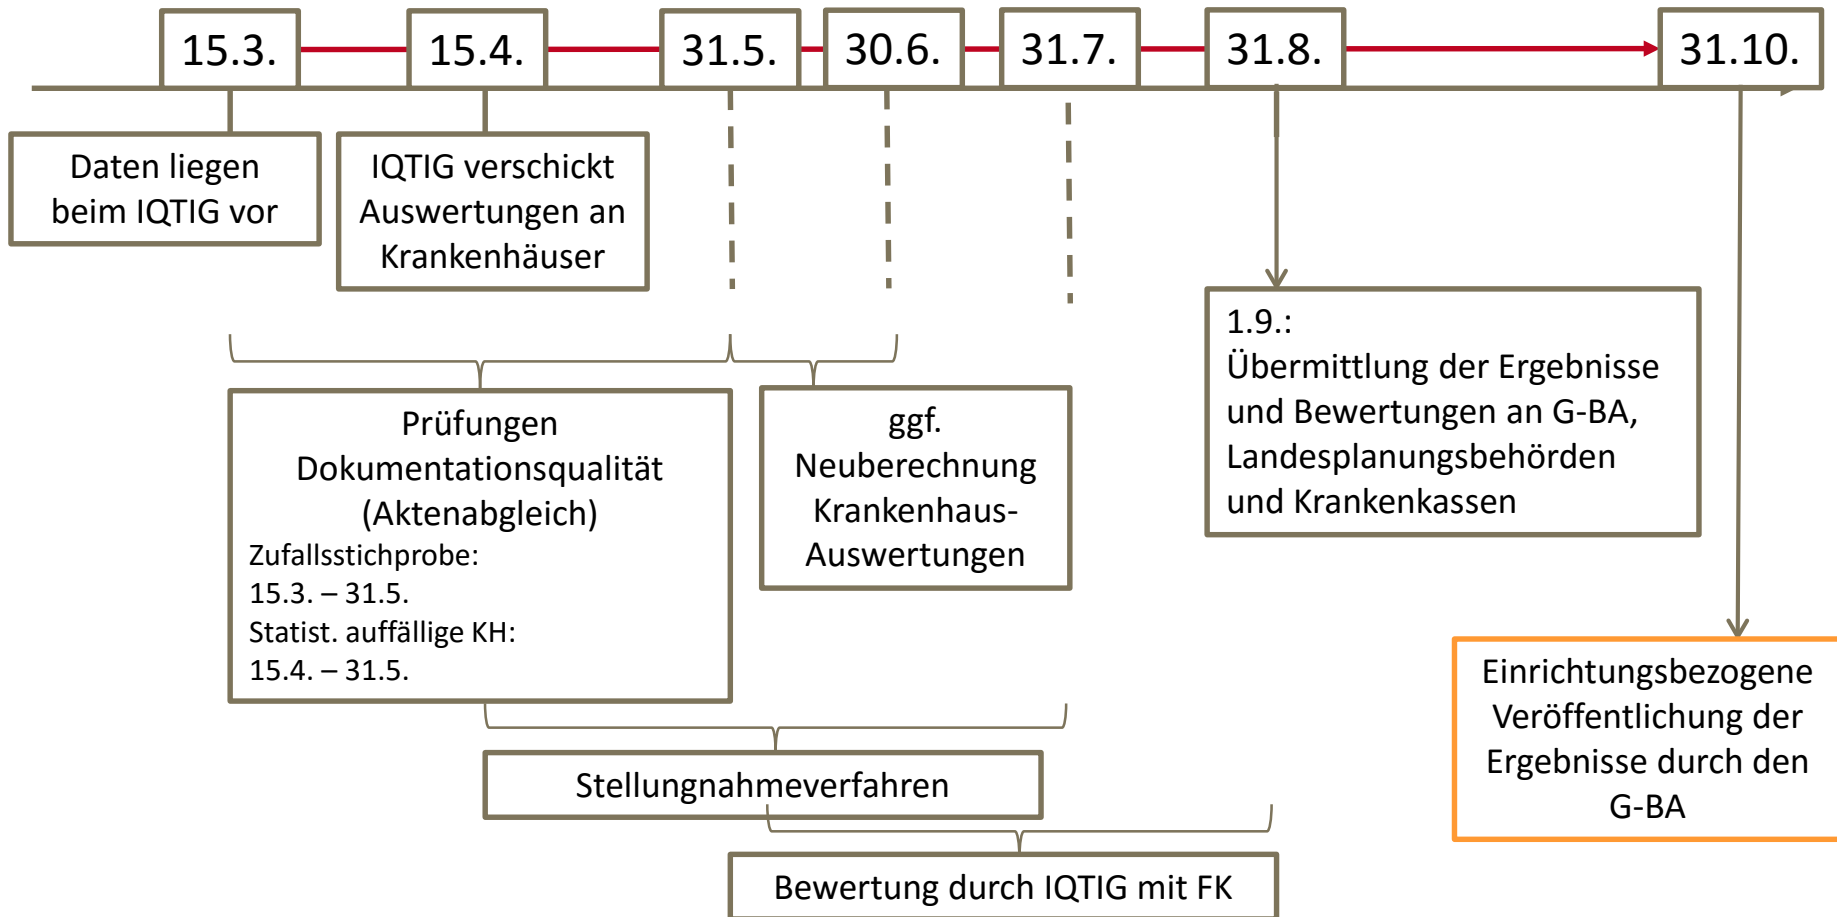 15.3.
15.4.
31.5.
30.6.
31.7.
31.8.
31.10.
Daten liegen
beim IQTIG vor
IQTIG verschickt
Auswertungen an
Krankenhäuser
1.9.:
Übermittlung der Ergebnisse
und Bewertungen an G-BA,
Landesplanungsbehörden
und Krankenkassen
Prüfungen
Dokumentationsqualität
(Aktenabgleich)
Zufallsstichprobe:
15.3. – 31.5.
Statist. auffällige KH:
15.4. – 31.5.
ggf.
Neuberechnung
Krankenhaus-
Auswertungen
Einrichtungsbezogene
Veröffentlichung der
Ergebnisse durch den
G-BA
Stellungnahmeverfahren
Bewertung durch IQTIG mit FK